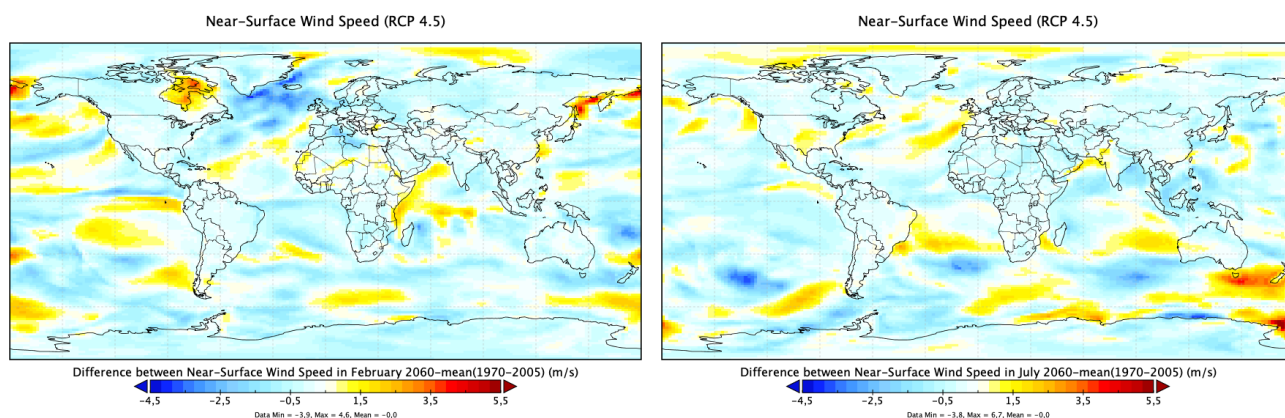 Near-Surface Wind Speed (RCP 4.5)
Difference between Near-Surface Wind Speed in February 2060-mean(1970-2005) (m/s)
-4,5 -2,5 -0,5 1,5 3,5 5,5
Data Min = -3,9, Max = 4,6, Mean = -0,0
Near-Surface Wind Speed (RCP 4.5)
Difference between Near-Surface Wind Speed in July 2060-mean(1970-2005) (m/s)
-4,5 -2,5 -0,5 1,5 3,5 5,5
Data Min = -3,8, Max = 6,7, Mean = -0,0